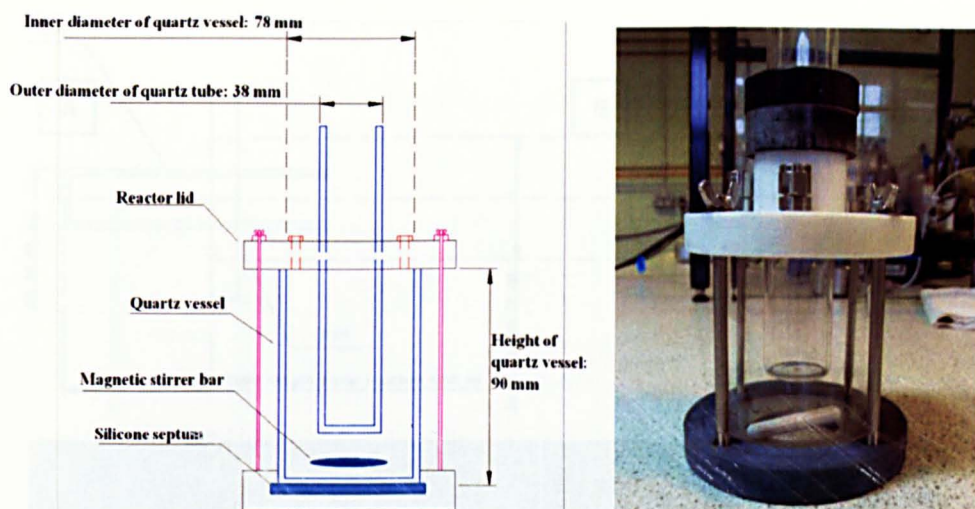 Inner diameter of quartz vessel: 78 mm
Outer diameter of quartz tube: 38 mm
Reactor lid
Quartz vessel
Height of
quartz vessel:
90 mm
Magnetic stirrer bar
Silicone septum